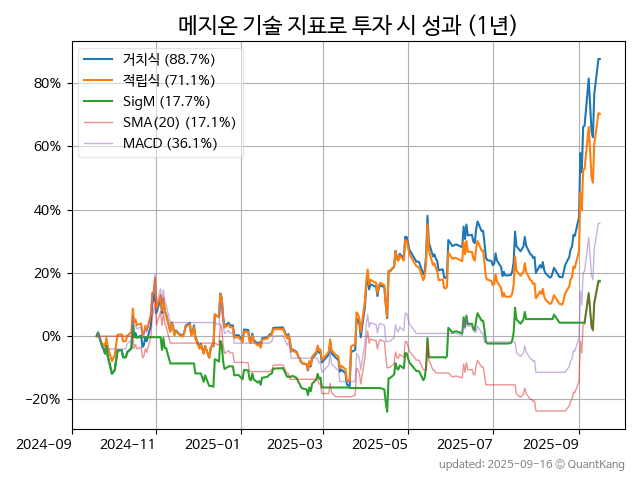 메지온 기술 지표로 투자 시 성과 (1년)
거치식 (88.7%)
적립식 (71.1%)
SigM (17.7%)
SMA(20) (17.1%)
MACD (36.1%)
80%
60%
40%
20%
0%
−20%
2024-09 2024-11 2025-01 2025-03 2025-05 2025-07 2025-09
updated: 2025-09-16 © QuantKang